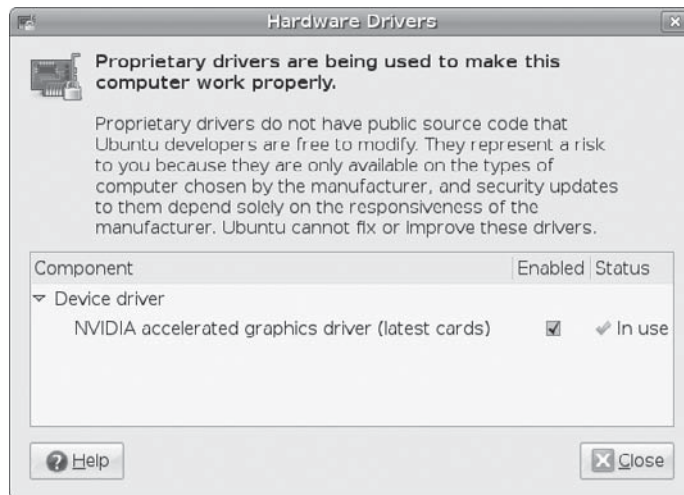 Hardware Drivers
Proprietary drivers are being used to make this
computer work properly.
Proprietary drivers do not have public source code that
Ubuntu developers are free to modify. They represent a risk
to you because they are only available on the types of
computer chosen by the manufacturer, and security updates
to them depend solely on the responsiveness of the
manufacturer. Ubuntu cannot fix or improve these drivers.
Component Enabled Status
Device driver
NVIDIA accelerated graphics driver (latest cards) In use
Help Close